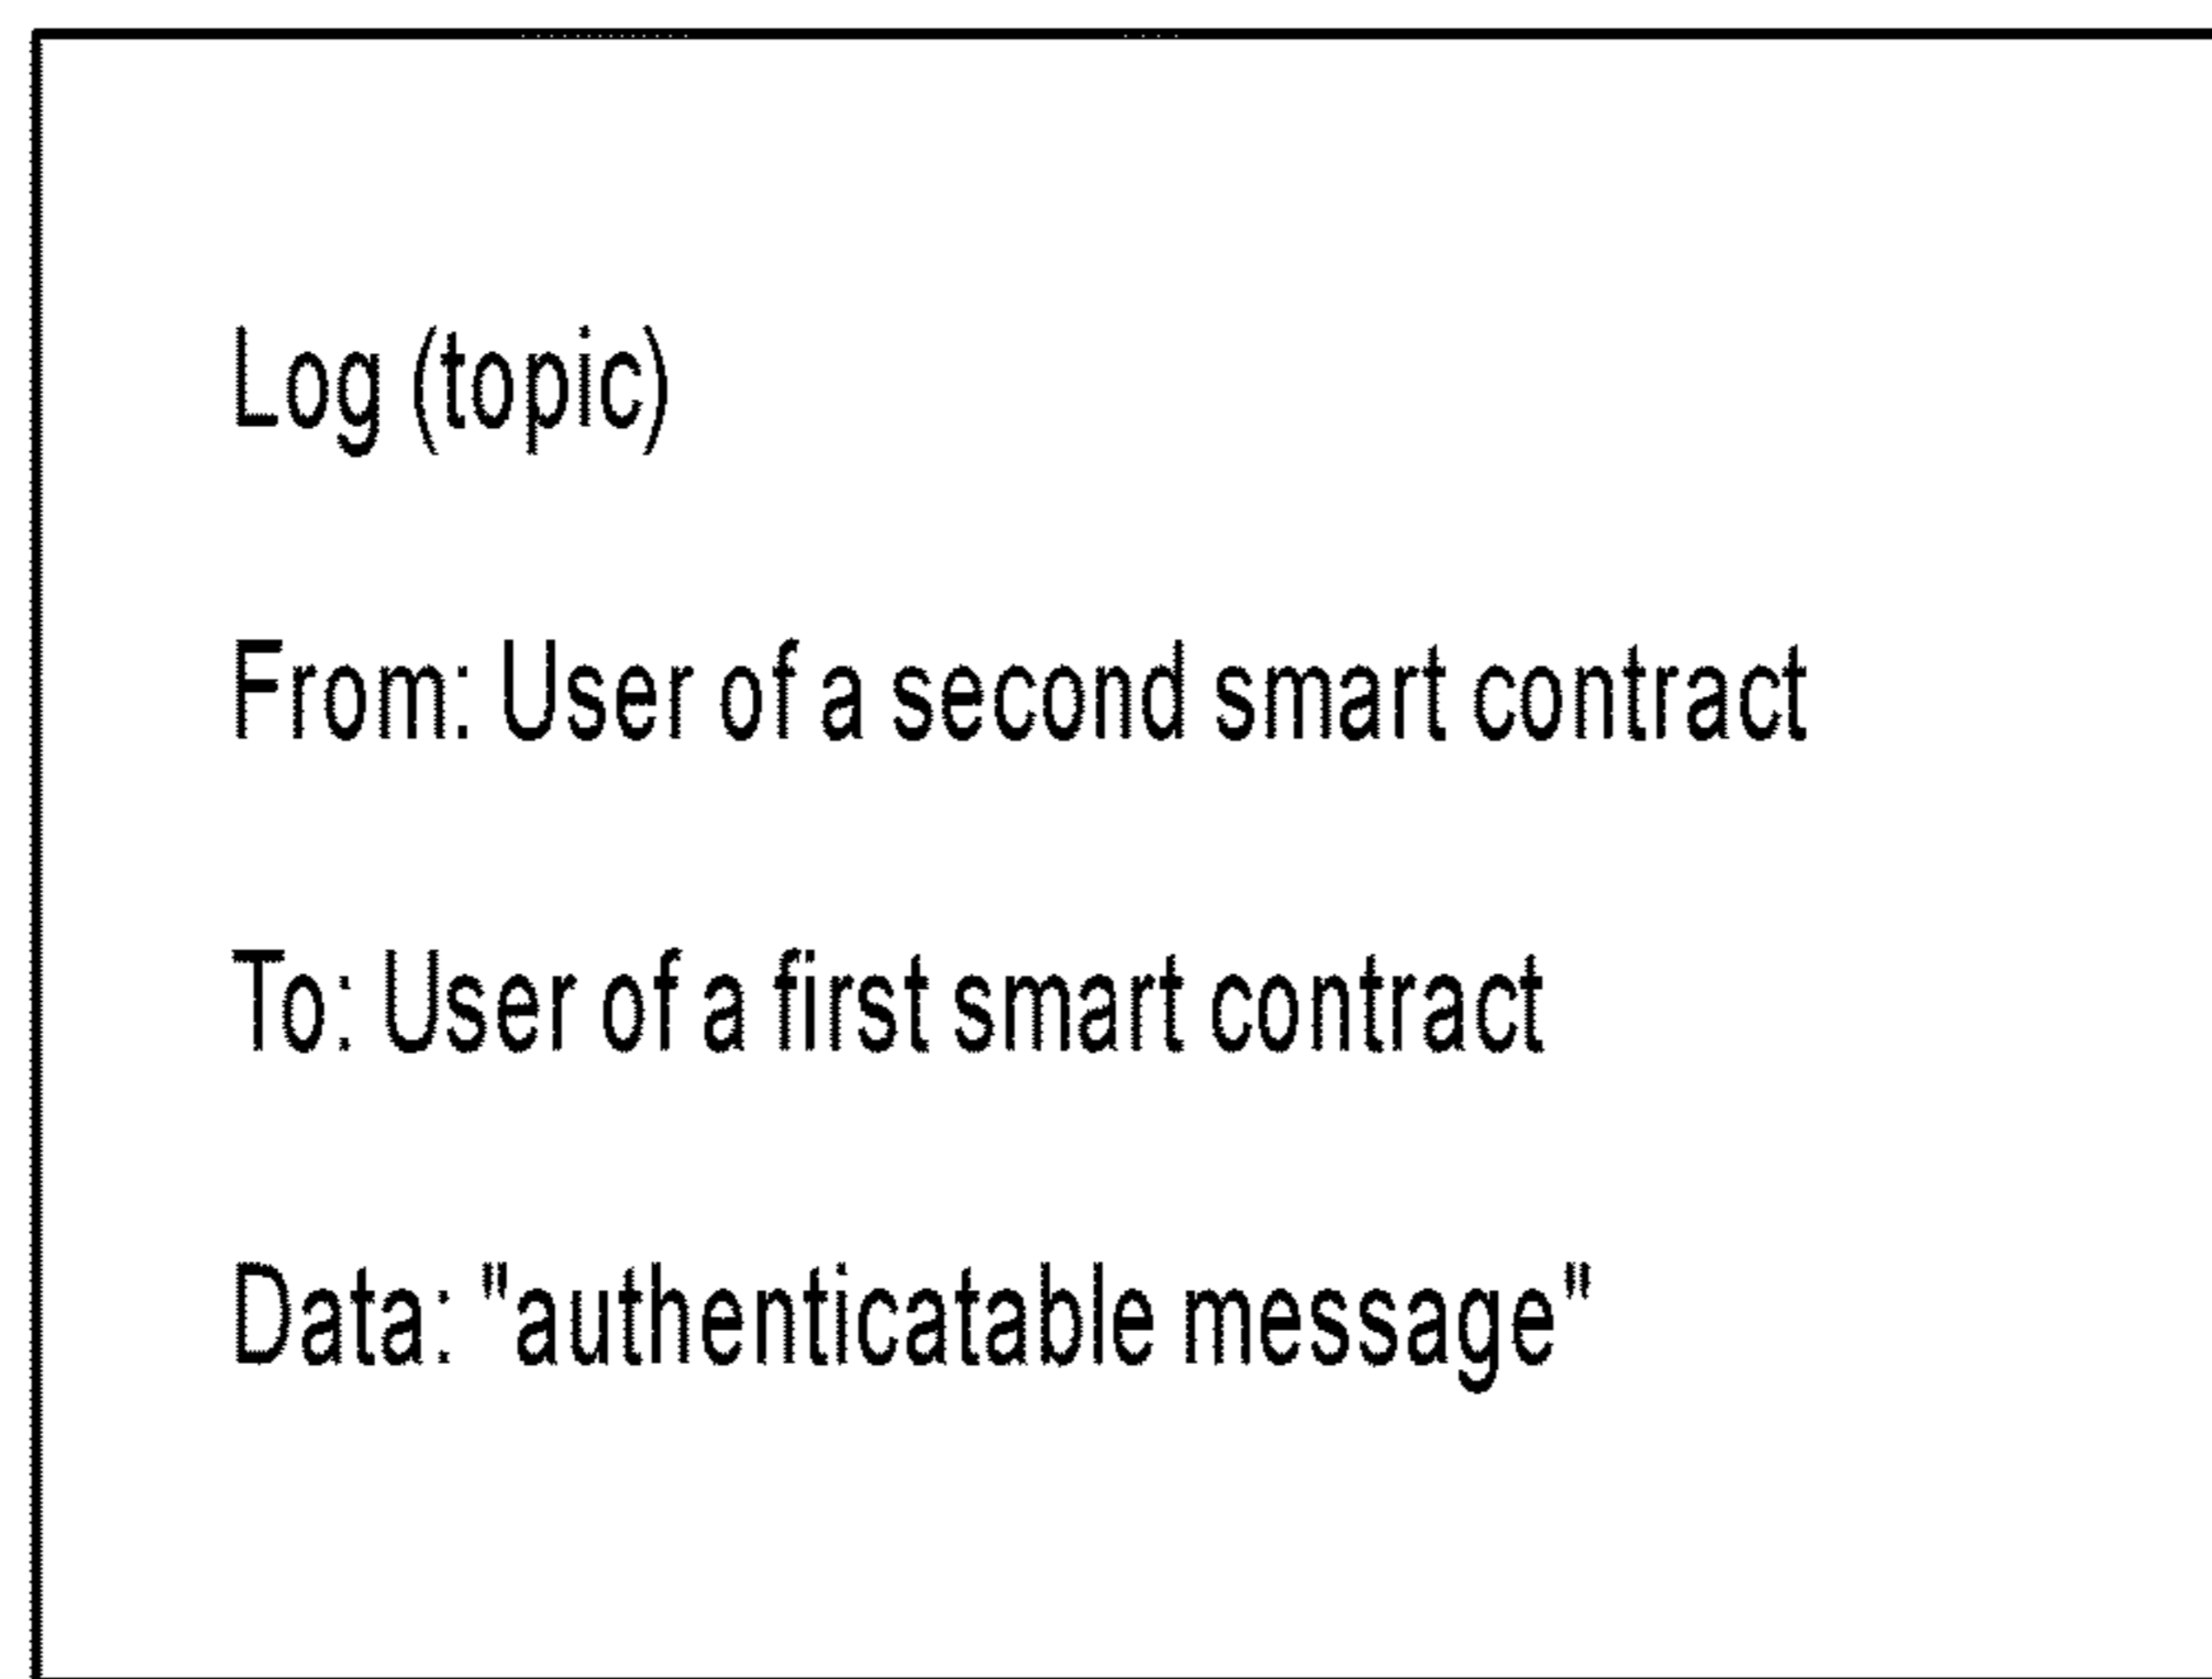 Log (topic)
From: User of a second smart contract
To: User of a first smart contract
Data: "authenticatable message"